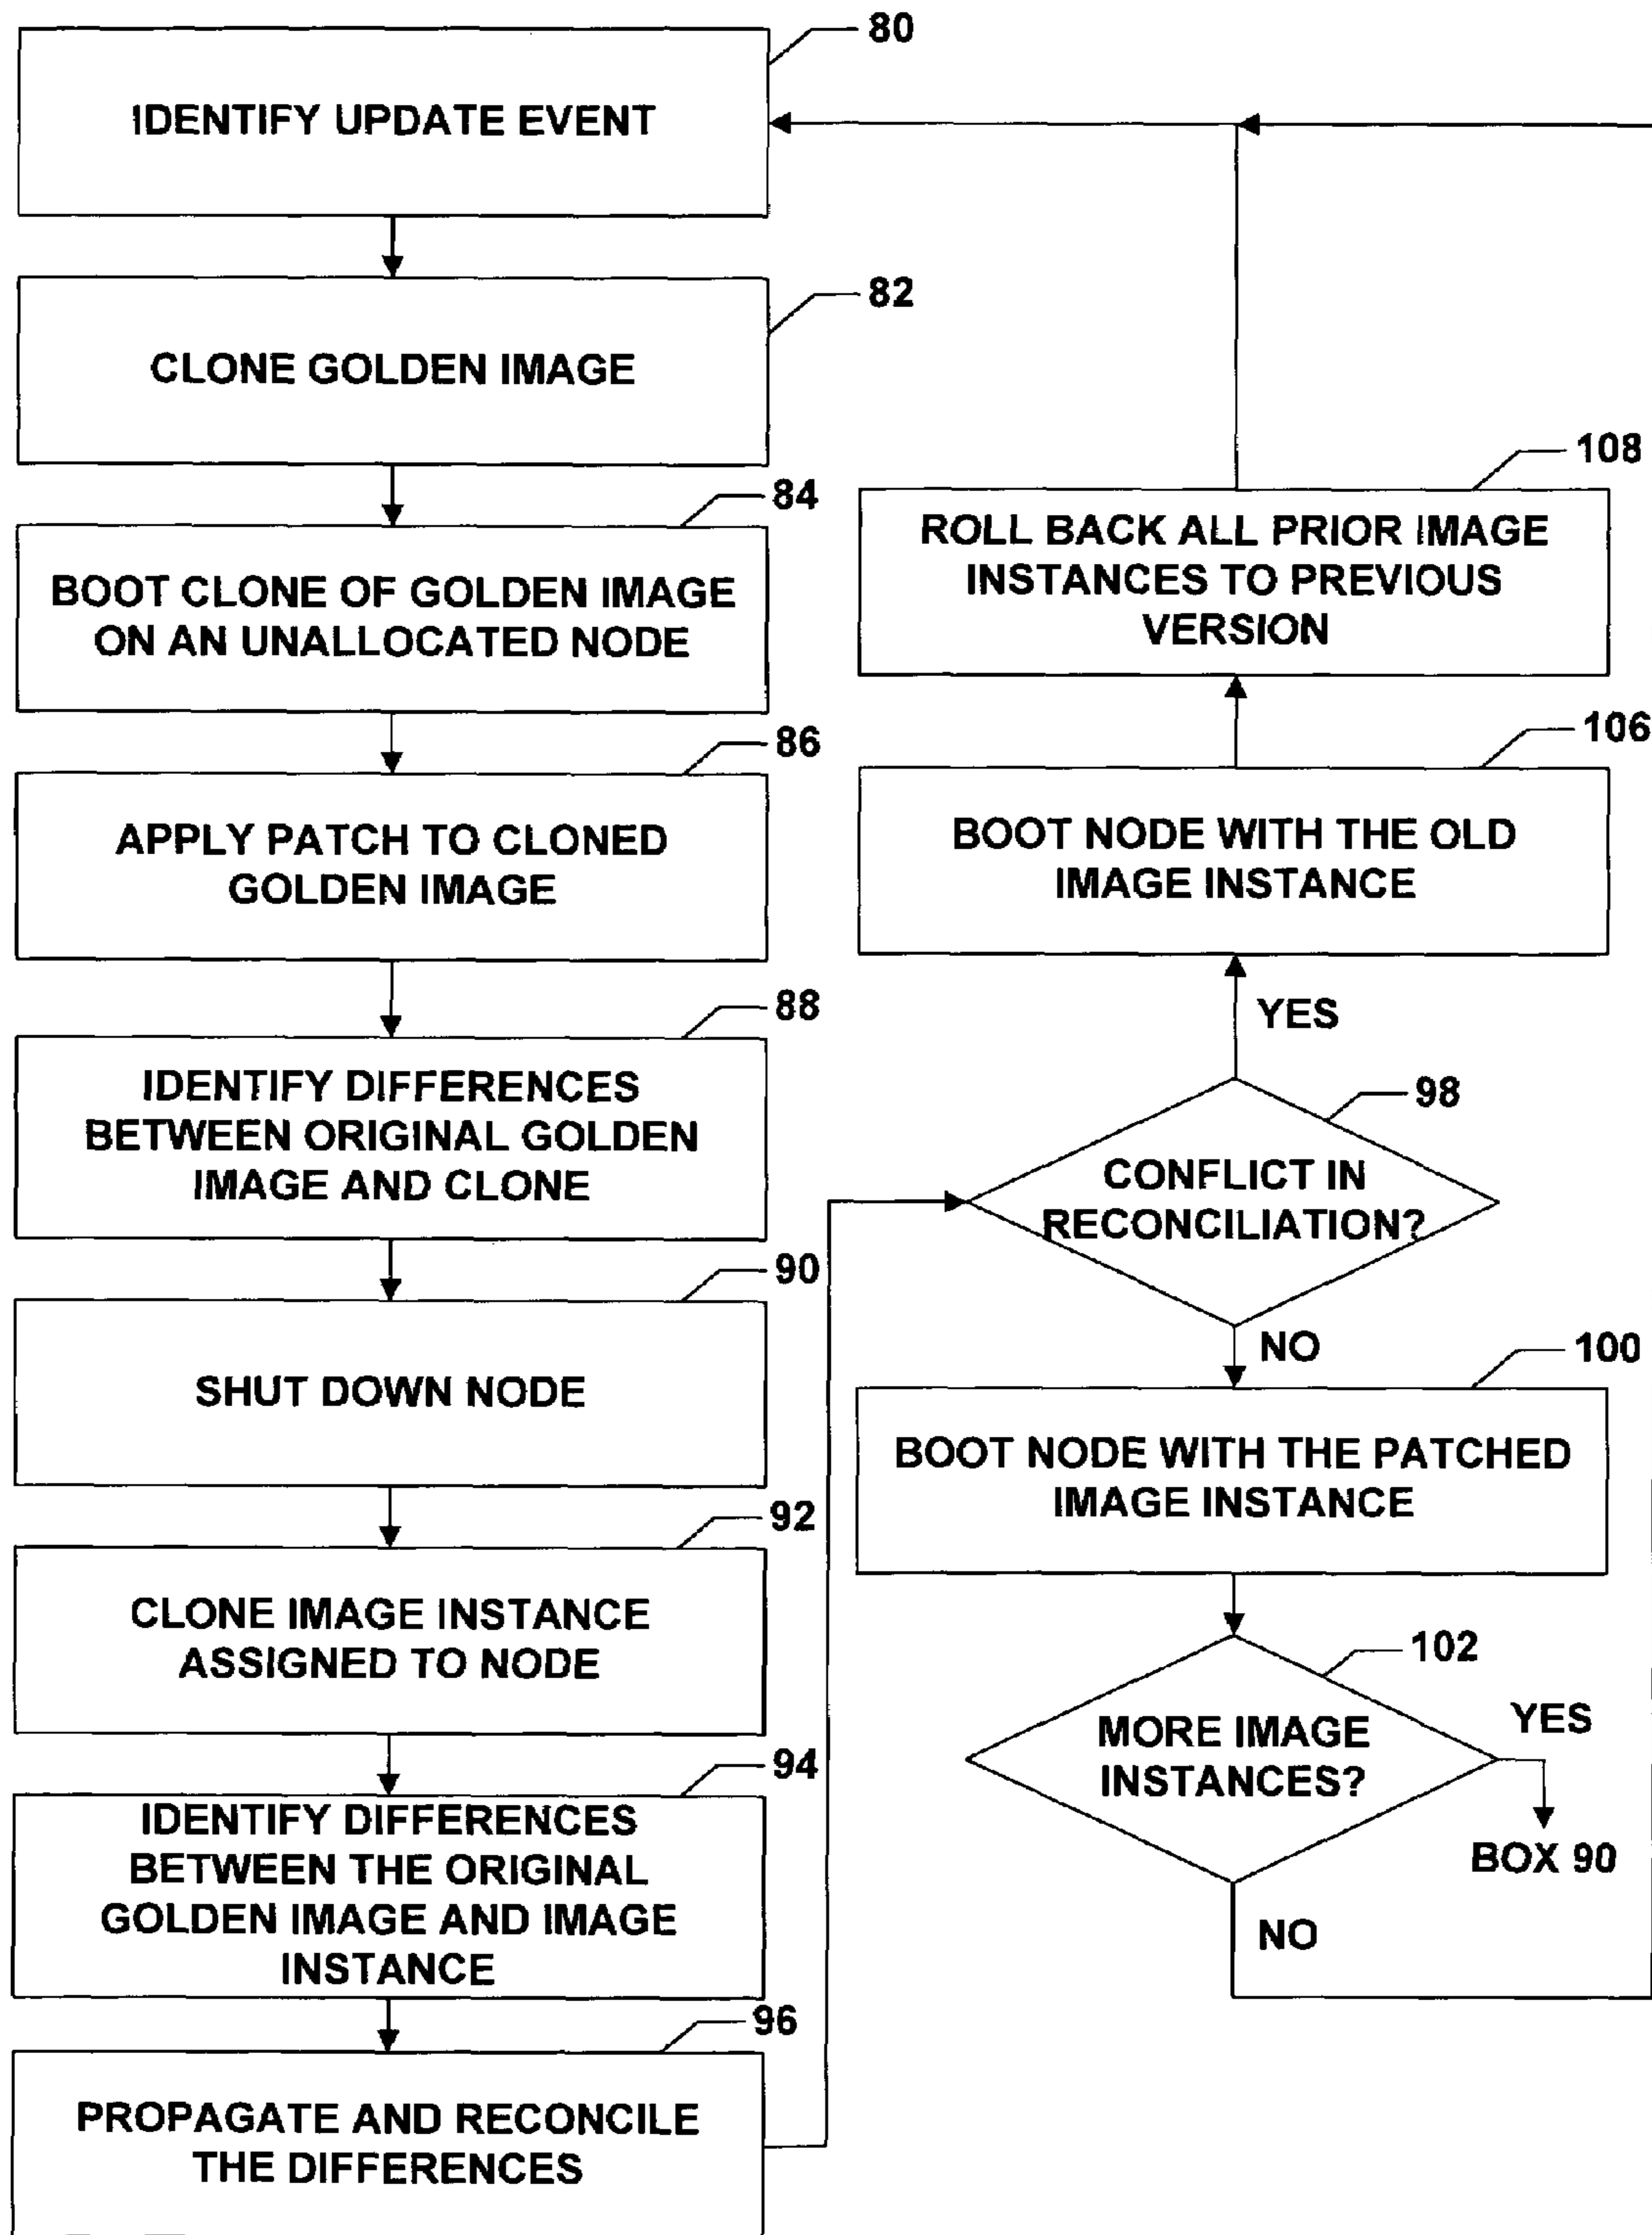 80
IDENTIFY UPDATE EVENT
82
CLONE GOLDEN IMAGE
84
BOOT CLONE OF GOLDEN IMAGE
ON AN UNALLOCATED NODE
86
APPLY PATCH TO CLONED
GOLDEN IMAGE
88
IDENTIFY DIFFERENCES
BETWEEN ORIGINAL GOLDEN
IMAGE AND CLONE
90
SHUT DOWN NODE
92
CLONE IMAGE INSTANCE
ASSIGNED TO NODE
94
IDENTIFY DIFFERENCES
BETWEEN THE ORIGINAL
GOLDEN IMAGE AND IMAGE
INSTANCE
96
PROPAGATE AND RECONCILE
THE DIFFERENCES
108
ROLL BACK ALL PRIOR IMAGE
INSTANCES TO PREVIOUS
VERSION
106
BOOT NODE WITH THE OLD
IMAGE INSTANCE
YES
98
CONFLICT IN
RECONCILIATION?
NO
100
BOOT NODE WITH THE PATCHED
IMAGE INSTANCE
102
MORE IMAGE
INSTANCES?
YES
BOX 90
NO